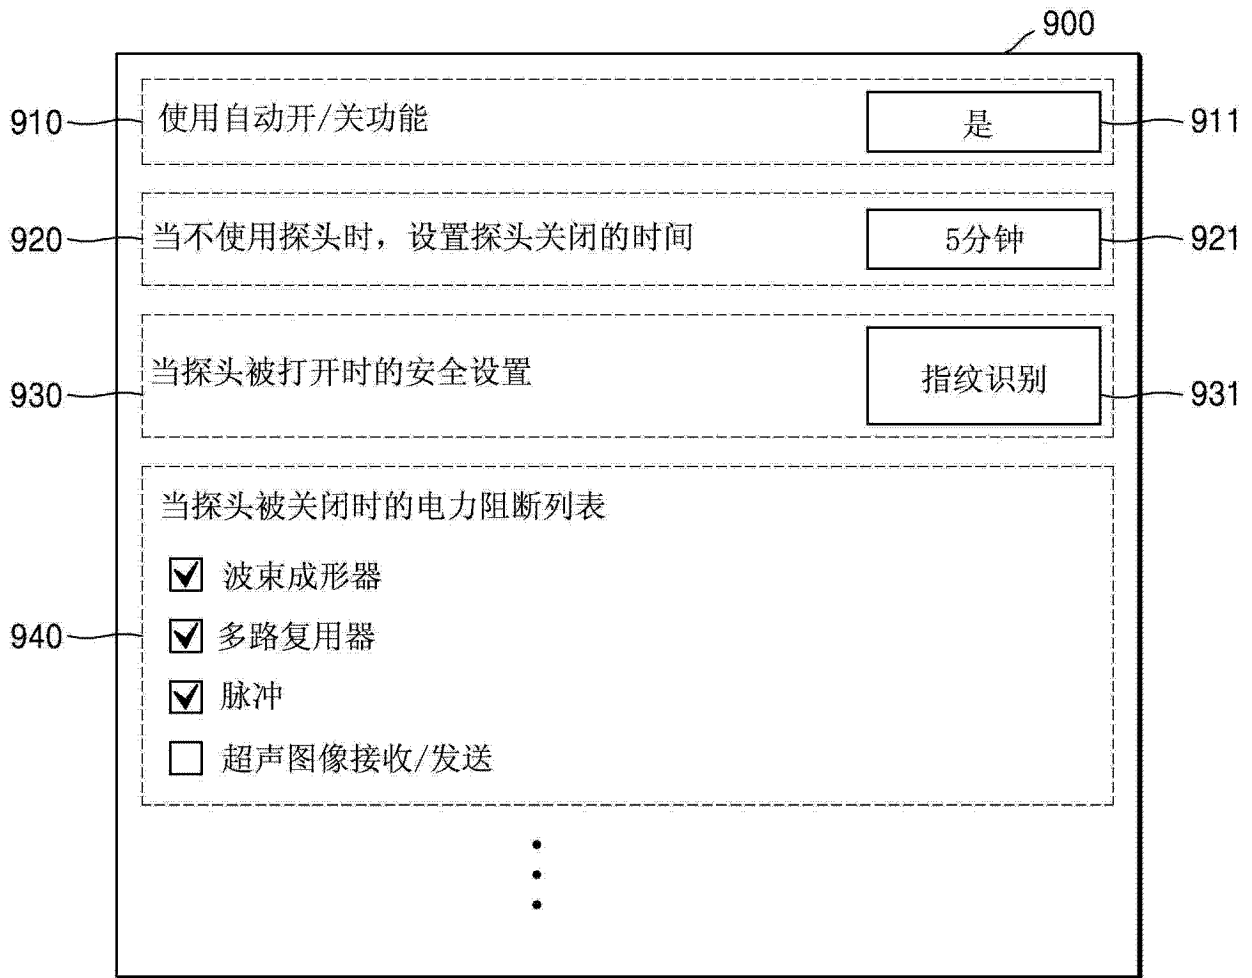 900
910 使用自动开/关功能 是 911
920 当不使用探头时，设置探头关闭的时间 5分钟 921
930 当探头被打开时的安全设置 指纹识别 931
当探头被关闭时的电力阻断列表
波束成形器
940 多路复用器
脉冲
超声图像接收/发送